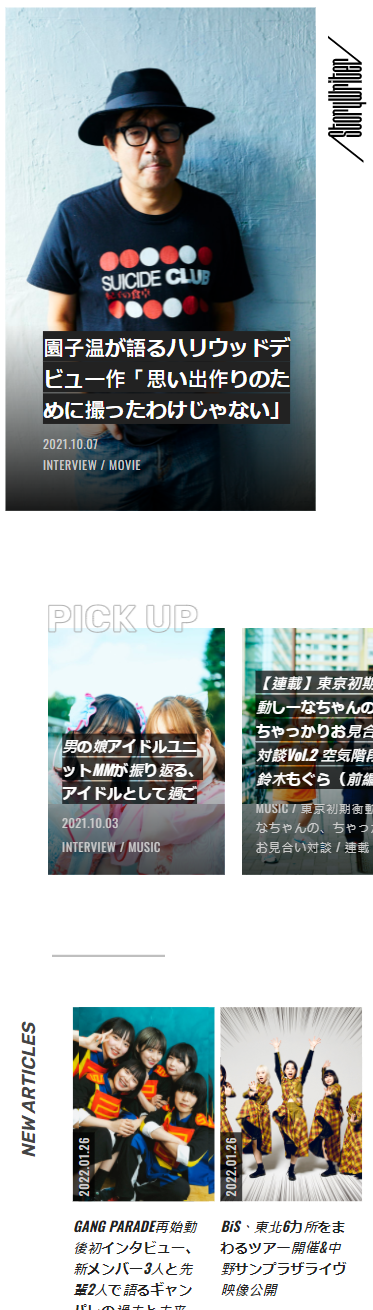 StoryWriter
SUICIDE CLUB
園子温が語るハリウッドデ
ビュー作「思い出作りのた
めに撮ったわけじゃない」
2021.10.07
INTERVIEW / MOVIE
PICK UP
男の娘アイドルユニ
ットMMが振り返る、
アイドルとして過ご
2021.10.03
INTERVIEW / MUSIC
【連載】東京初期
動しーなちゃんの
ちゃっかりお見合
対談Vol.2 空気階段
鈴木もぐら（前編
MUSIC / 東京初期衝動
なちゃんの、ちゃっか
お見合い対談 / 連載
NEW ARTICLES
2022.01.26
GANG PARADE再始動
後初インタビュー、
新メンバー3人と先
輩2人で語るギャン
パレの過去と未来
2022.01.26
BiS、東北6カ所をま
わるツアー開催&中
野サンプラザライヴ
映像公開